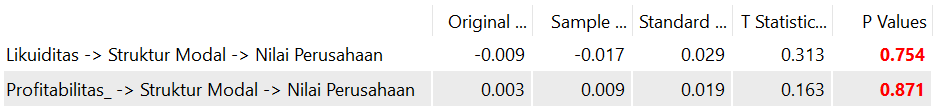 Original ... Sample ... Standard ... T Statistic... P Values
Likuiditas -> Struktur Modal -> Nilai Perusahaan -0.009 -0.017 0.029 0.313 0.754
Profitabilitas_ -> Struktur Modal -> Nilai Perusahaan 0.003 0.009 0.019 0.163 0.871